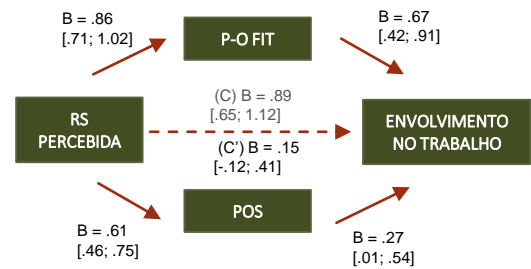 B = .86
[.71; 1.02]
P-O FIT
B = .67
[.42; .91]
RS
PERCEBIDA
(C) B = .89
[.65; 1.12]
(C') B = .15
[-.12; .41]
ENVOLVIMENTO
NO TRABALHO
B = .61
[.46; .75]
POS
B = .27
[.01; .54]